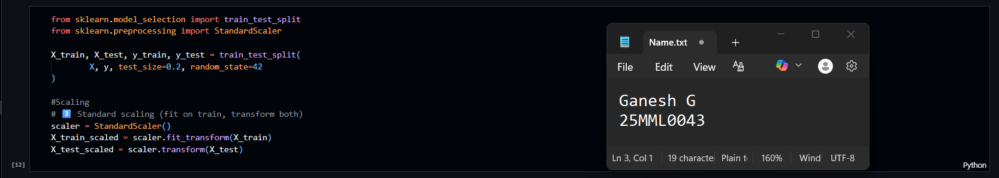 from sklearn.model_selection import train_test_split
from sklearn.preprocessing import StandardScaler
X_train, X_test, y_train, y_test = train_test_split(
X, y, test_size=0.2, random_state=42
)
#Scaling
# 3️⃣ Standard scaling (fit on train, transform both)
scaler = StandardScaler()
X_train_scaled = scaler.fit_transform(X_train)
X_test_scaled = scaler.transform(X_test)
[12]
Python
Name.txt
File Edit View
Ganesh G
25MML0043
Ln 3, Col 1 19 characte Plain t 160% Wind UTF-8